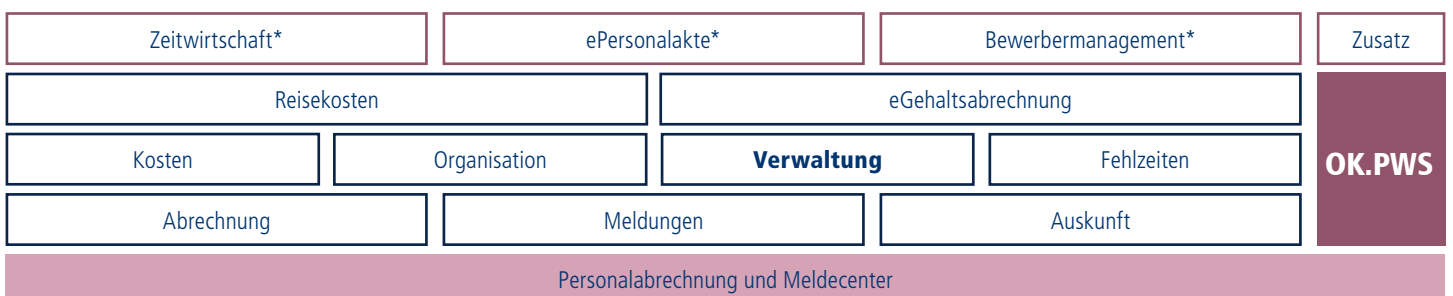 Zeitwirtschaft* ePersonalakte* Bewerbermanagement* Zusatz
Reisekosten eGehaltsabrechnung
Kosten Organisation Verwaltung Fehlzeiten OK.PWS
Abrechnung Meldungen Auskunft
Personalabrechnung und Meldecenter